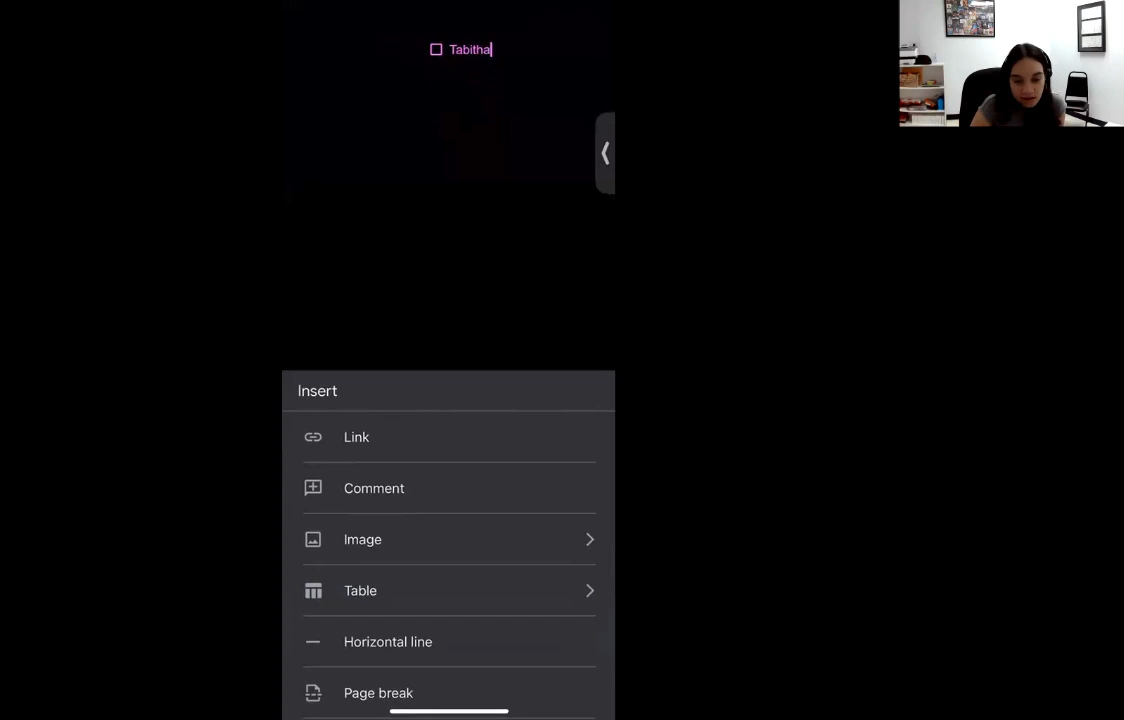 Tabitha
Insert
Link
Comment
Image
Table
Horizontal line
Page break